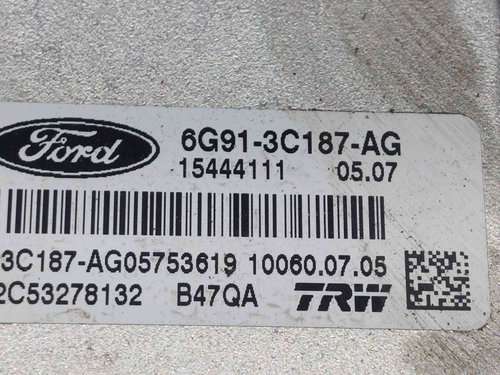 Ford
6G91-3C187-AG
15444111 05.07
3C187-AG05753619 10060.07.05
2C53278132 B47QA TRW